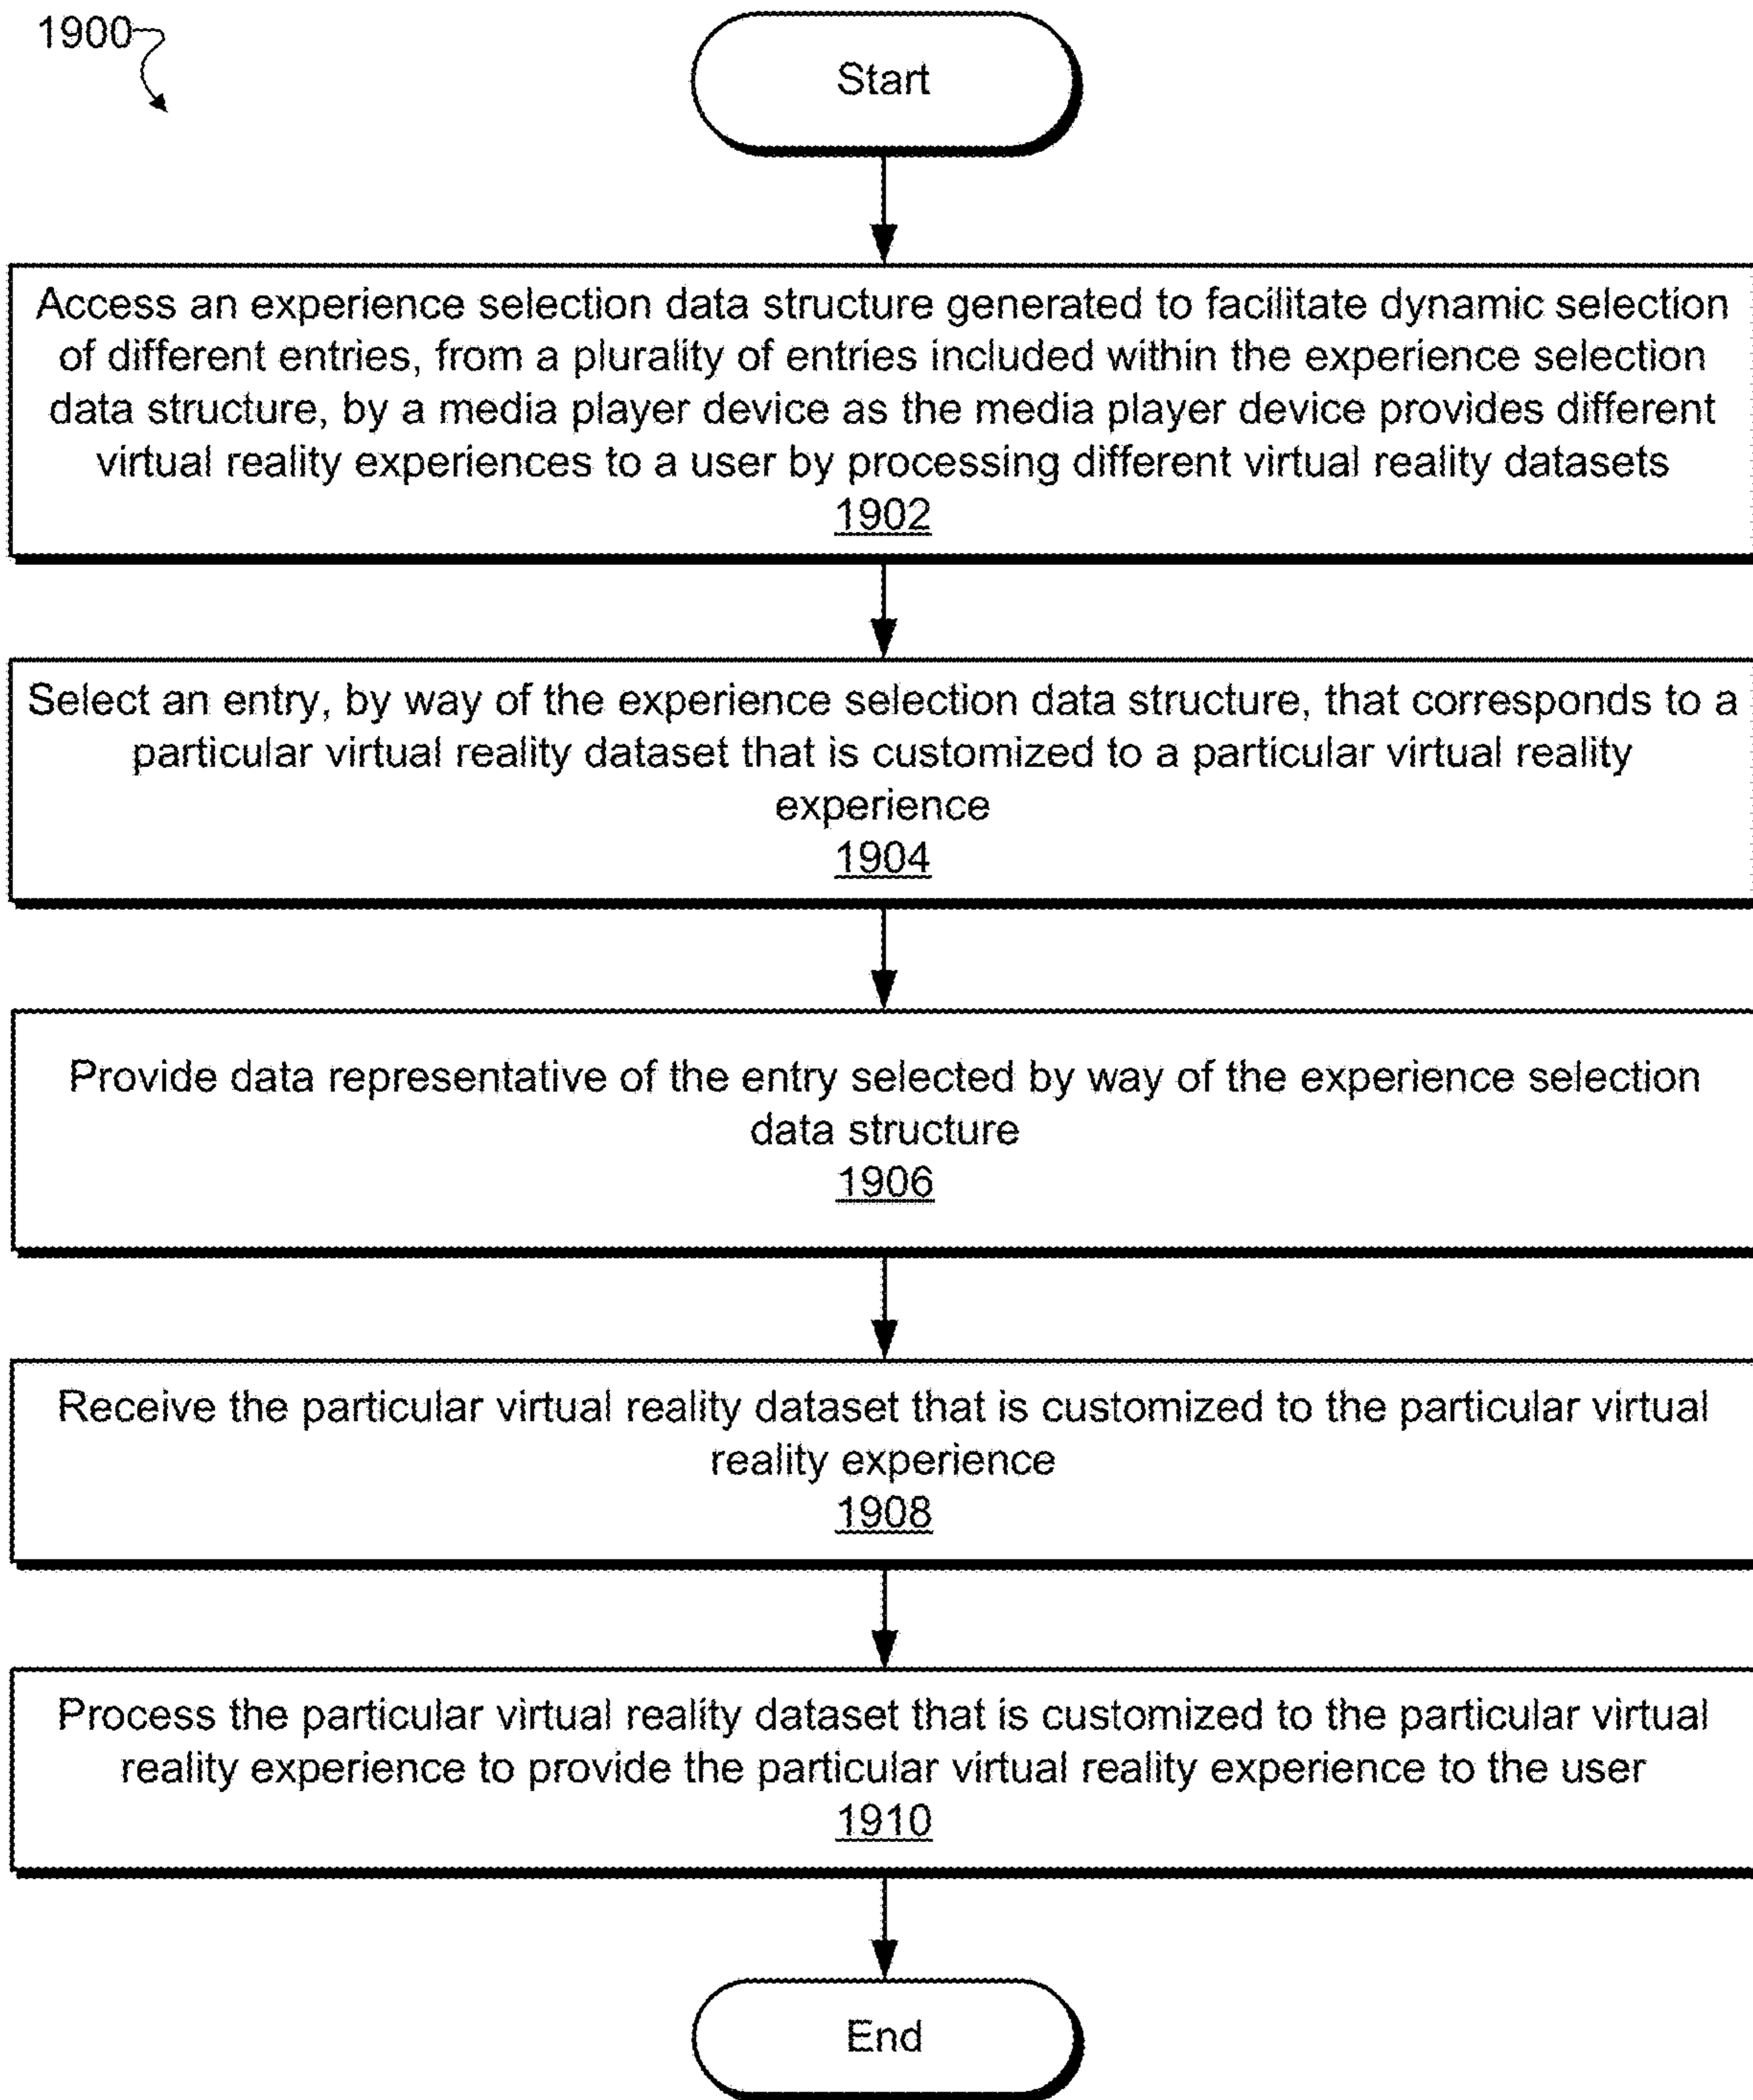 1900
Start
Access an experience selection data structure generated to facilitate dynamic selection
of different entries, from a plurality of entries included within the experience selection
data structure, by a media player device as the media player device provides different
virtual reality experiences to a user by processing different virtual reality datasets
1902
Select an entry, by way of the experience selection data structure, that corresponds to a
particular virtual reality dataset that is customized to a particular virtual reality
experience
1904
Provide data representative of the entry selected by way of the experience selection
data structure
1906
Receive the particular virtual reality dataset that is customized to the particular virtual
reality experience
1908
Process the particular virtual reality dataset that is customized to the particular virtual
reality experience to provide the particular virtual reality experience to the user
1910
End